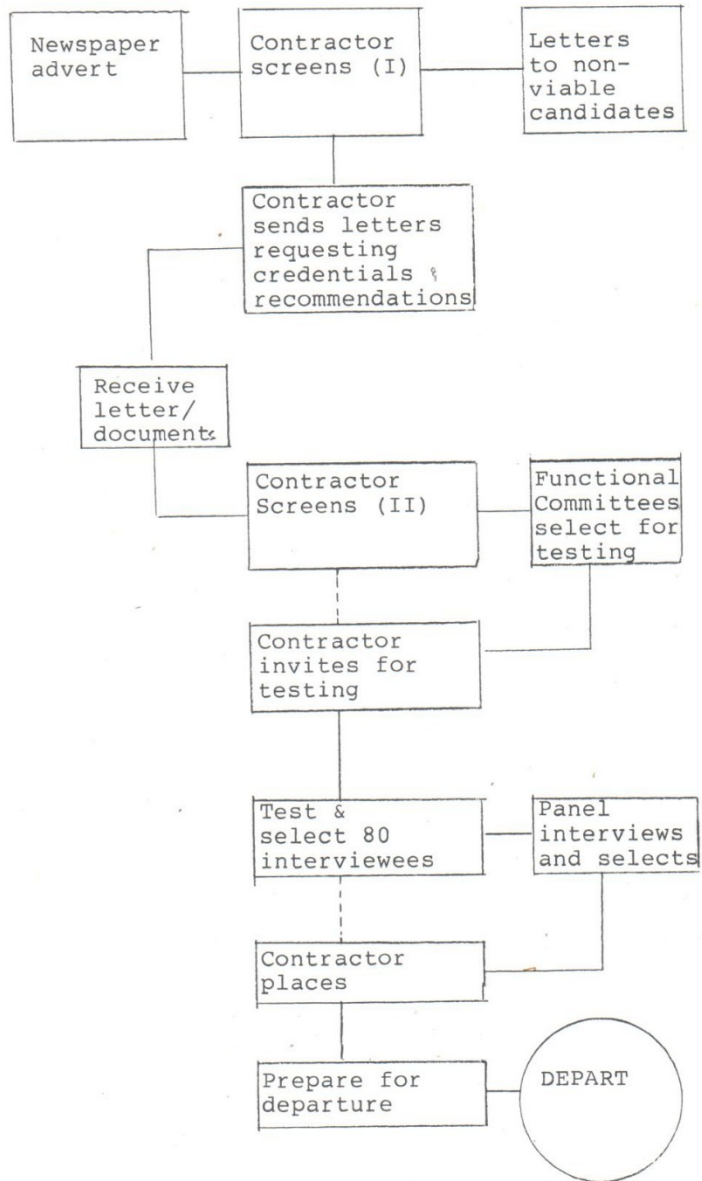 Newspaper
advert
Contractor
screens (I)
Letters
to non-
viable
candidates
Contractor
sends letters
requesting
credentials &
recommendations
Receive
letter/
documents
Contractor
Screens (II)
Functional
Committees
select for
testing
Contractor
invites for
testing
Test &
select 80
interviewees
Panel
interviews
and selects
Contractor
places
Prepare for
departure
DEPART